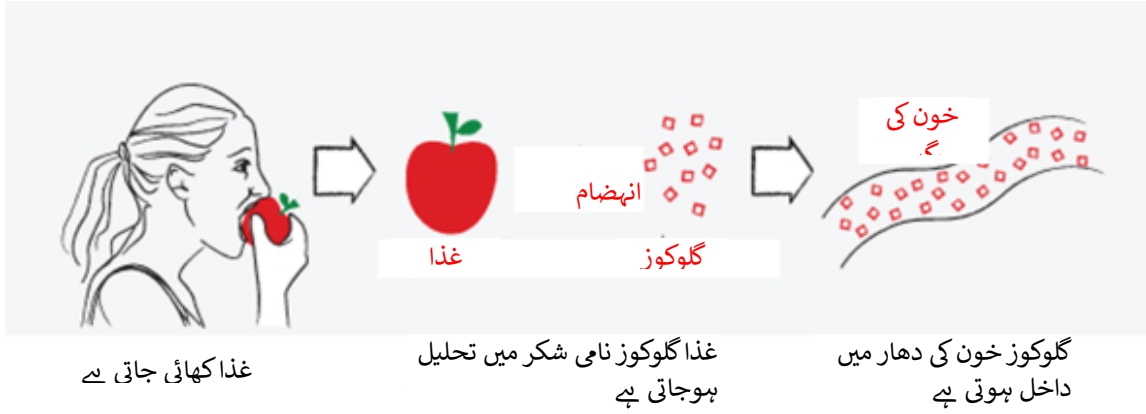 خون کی
انہضام
غذا
گلوکوز
غذا کھائی جاتی ہے
غذا گلوکوز نامی شکر میں تحلیل
ہوجاتی ہے
گلوکوز خون کی دھار میں
داخل ہوتی ہے